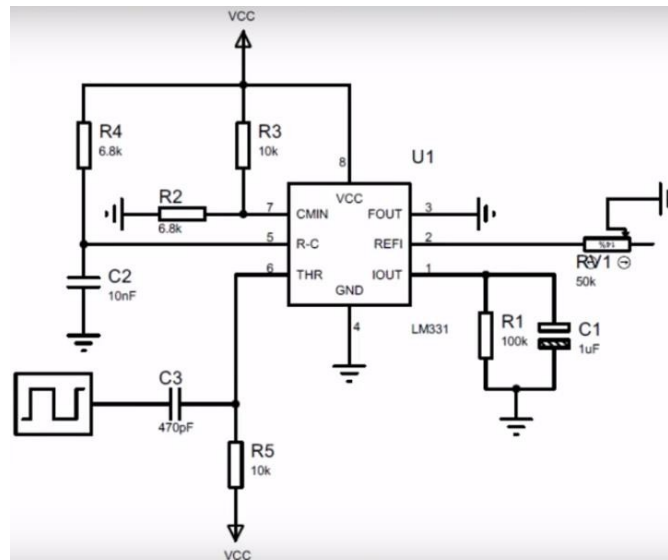 VCC
R4
6.8k
R3
10k
8
U1
R2
6.8k
7
CMIN
VCC
FOUT
3
5
R-C
REFI
2
6
THR
IOUT
1
GND
4
LM331
14%
RV1
50k
C2
10nF
R1
100k
C1
1uF
C3
470pF
R5
10k
VCC